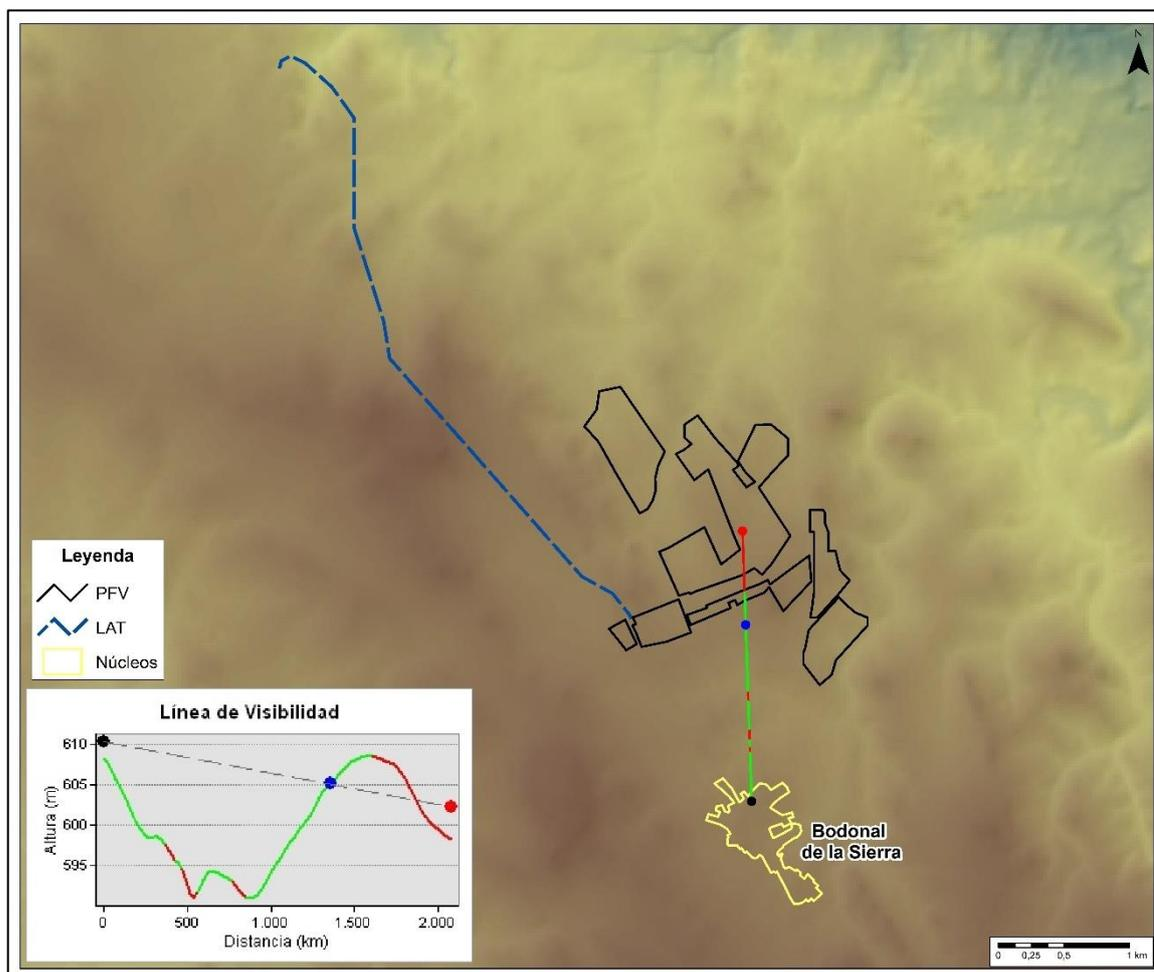 N
Leyenda
PFV
LAT
Núcleos
Bodonal
de la Sierra
Línea de Visibilidad
Altura (m)
610
605
600
595
0 500 1.000 1.500 2.000
Distancia (km)
0 0,25 0,5 1 km